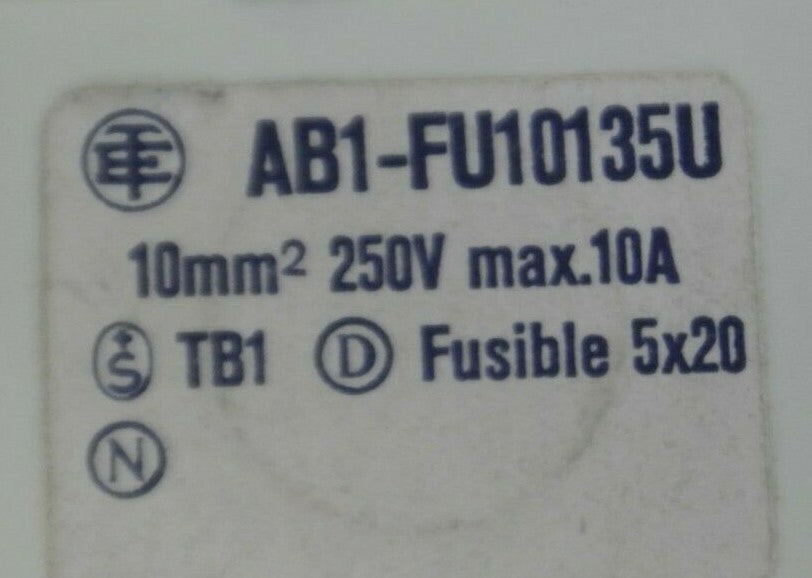 AB1-FU10135U
10mm² 250V max.10A
S TB1 D Fusible 5x20
N